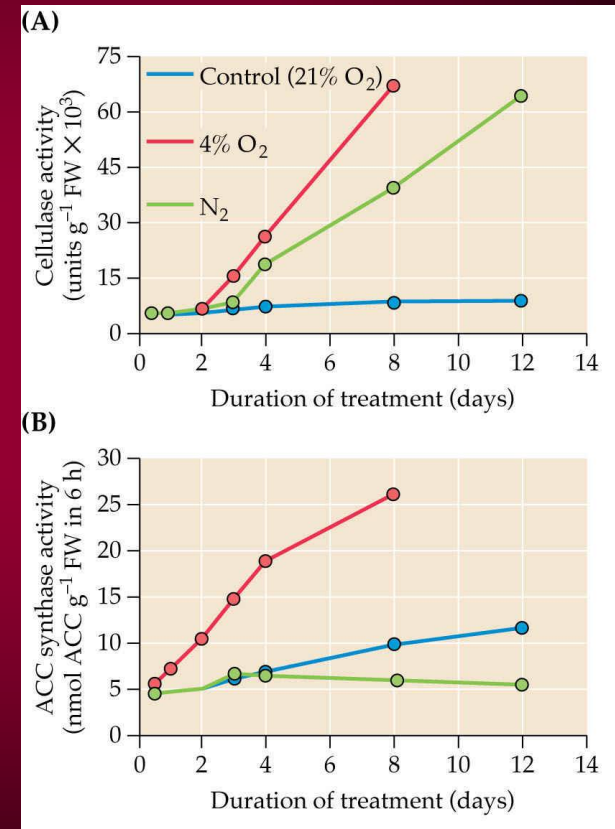 (A)
75
60
45
30
15
0
Cellulase activity
(units g⁻¹ FW × 10³)
Control (21% O₂)
4% O₂
N₂
0 2 4 6 8 10 12 14
Duration of treatment (days)
(B)
30
25
20
15
10
5
0
ACC synthase activity
(nmol ACC g⁻¹ FW in 6 h)
0 2 4 6 8 10 12 14
Duration of treatment (days)